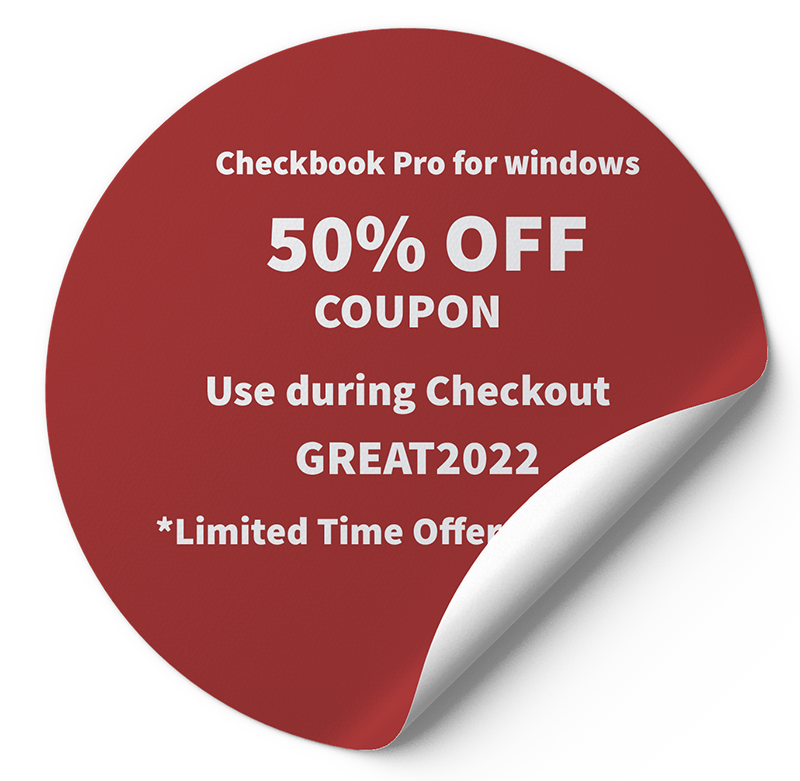 Checkbook Pro for windows
50% OFF
COUPON
Use during Checkout
GREAT2022
*Limited Time Offer